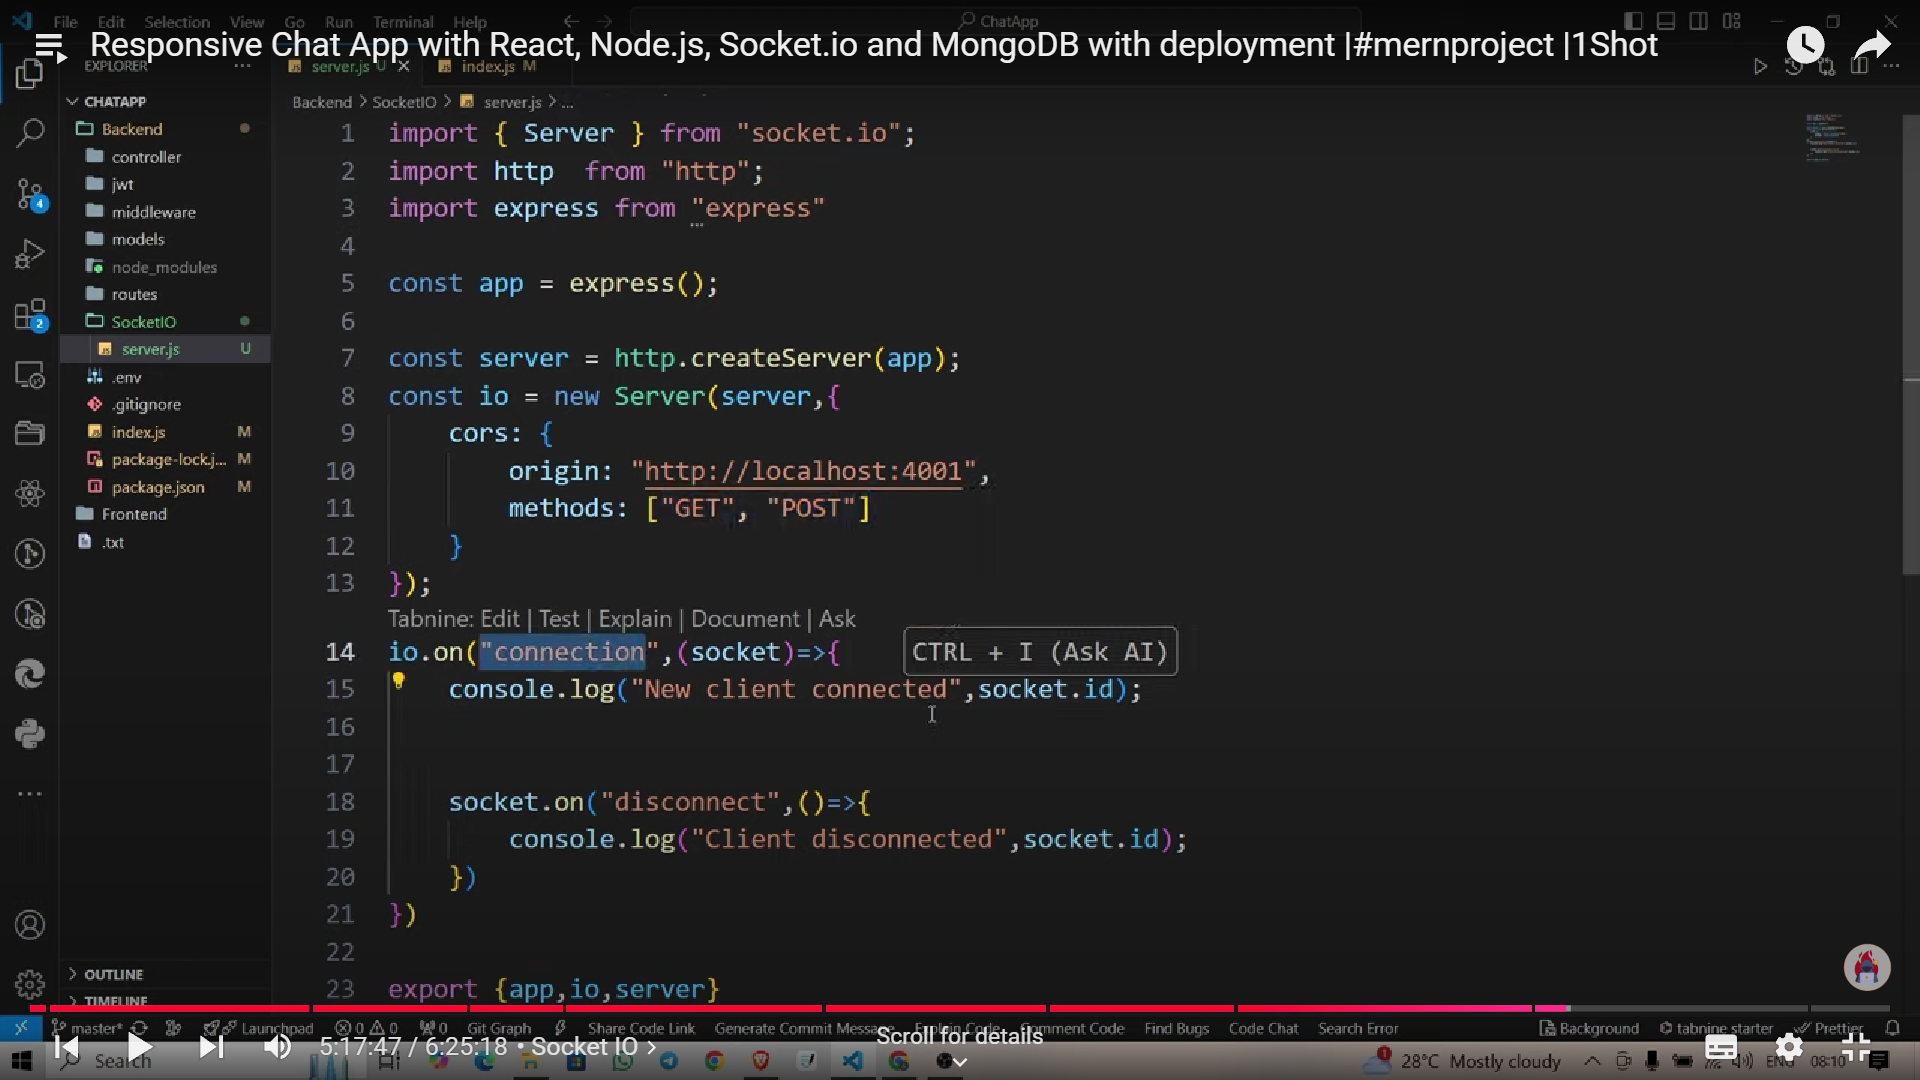 File Edit Selection View Go Run Terminal Help
ChatApp
Responsive Chat App with React, Node.js, Socket.io and MongoDB with deployment |#mernproject |1Shot
EXPLORER
server.js U
index.js M
CHATAPP
Backend > SocketIO > server.js > ...
Backend
controller
jwt
middleware
models
node_modules
routes
SocketIO
server.js U
.env
.gitignore
index.js M
package-lock.j... M
package.json M
Frontend
.txt
4
2
1 import { Server } from "socket.io";
2 import http  from "http";
3 import express from "express"
4
5 const app = express();
6
7 const server = http.createServer(app);
8 const io = new Server(server,{
9 cors: {
10 origin: "http://localhost:4001",
11 methods: ["GET", "POST"]
12 }
13 });
Tabnine: Edit | Test | Explain | Document | Ask
14 io.on("connection",(socket)=>{
CTRL + I (Ask AI)
15 console.log("New client connected",socket.id);
16
17
18 socket.on("disconnect",()=>{
19 console.log("Client disconnected",socket.id);
20 })
21 })
22
23 export {app,io,server}
OUTLINE
TIMELINE
master* Launchpad 0 0 0 Git Graph Share Code Link Generate Commit Message Explain Code Comment Code Find Bugs Code Chat Search Error Background tabnine starter Prettier
5:17:47 / 6:25:18 • Socket IO >
Scroll for details
Search
1
28°C Mostly cloudy
ENG
08:10